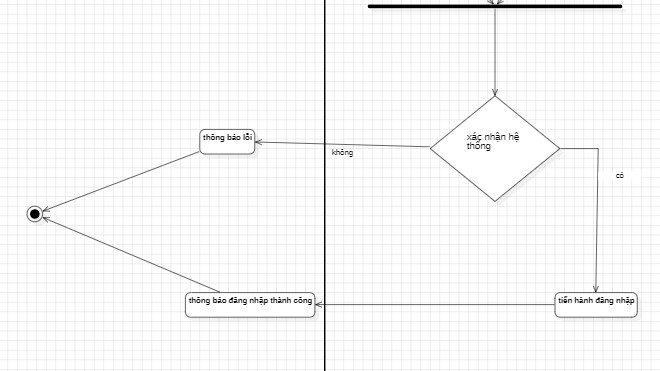 xác nhận hệ
thống
thông báo lỗi
không
có
thông báo đăng nhập thành công
tiến hành đăng nhập